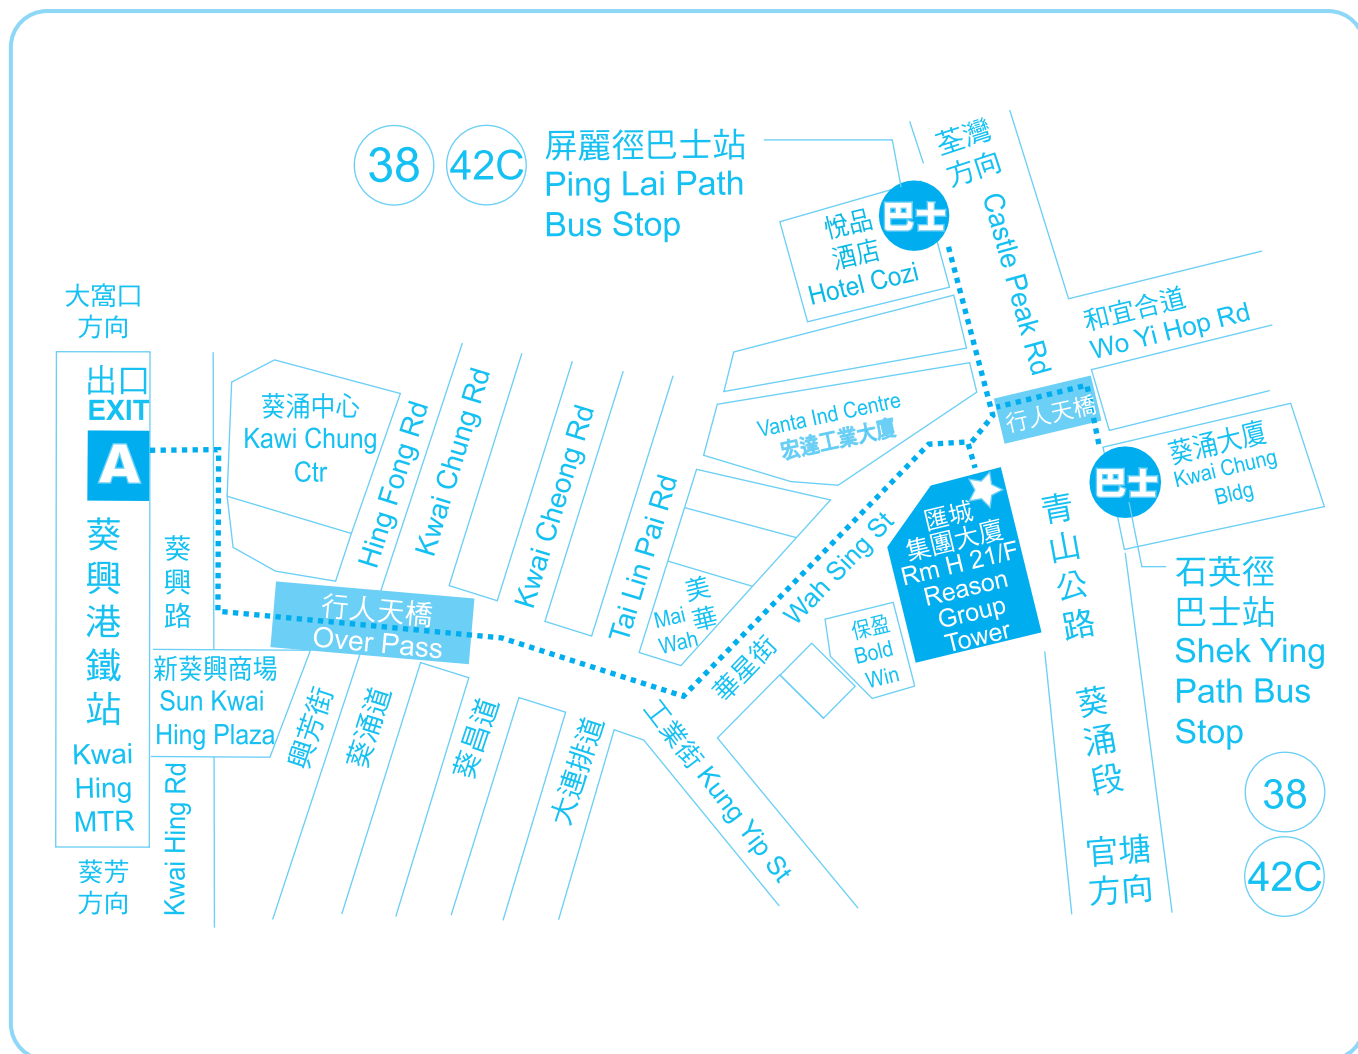 38
42C
屏麗徑巴士站
Ping Lai Path
Bus Stop
荃灣
方向
Castle Peak Rd
巴士
悅品
酒店
Hotel Cozi
和宜合道
Wo Yi Hop Rd
大窩口
方向
出口
EXIT
A
葵興港鐵站
Kwai
Hing
MTR
葵芳
方向
葵興路
Kwai Hing Rd
葵涌中心
Kawi Chung
Ctr
新葵興商場
Sun Kwai
Hing Plaza
Hing Fong Rd
Kwai Chung Rd
Kwai Cheong Rd
Tai Lin Pai Rd
行人天橋
Over Pass
興芳街
葵涌道
葵昌道
大連排道
工業街 Kung Yip St
美華
Mai
Wah
華星街 Wah Sing St
Vanta Ind Centre
宏達工業大廈
行人天橋
匯城
集團大廈
Rm H 21/F
Reason
Group
Tower
保盈
Bold
Win
巴士
葵涌大廈
Kwai Chung
Bldg
青山公路
葵涌段
官塘
方向
石英徑
巴士站
Shek Ying
Path Bus
Stop
38
42C